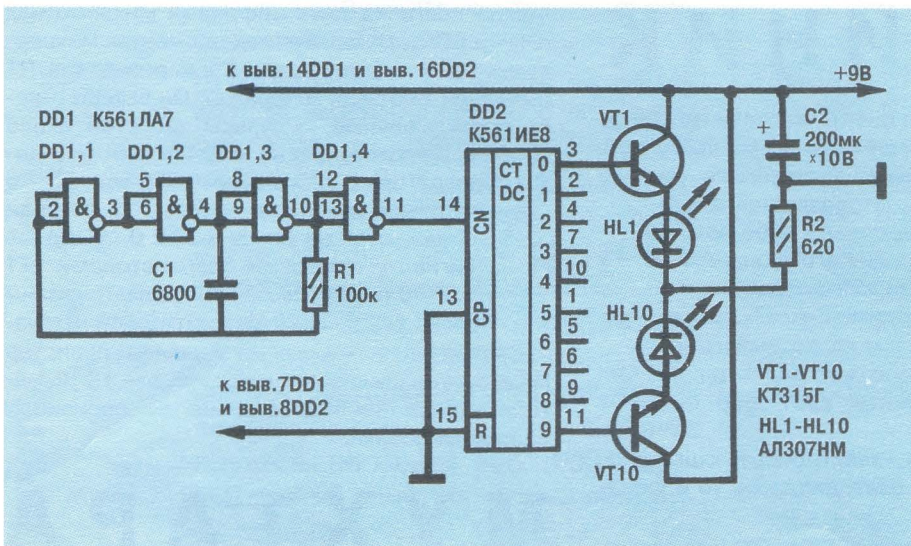 к выв.14DD1 и выв.16DD2
+9В
DD1 К561ЛА7
DD1,1 DD1,2 DD1,3 DD1,4
DD2
К561ИЕ8
VT1
+ C2
200мк
×10В
1
2
&
3
5
6
&
4
8
9
&
10
12
13
&
11
14
CN
CT
DC
0
1
2
3
4
5
6
7
8
9
3
2
4
7
10
1
5
6
9
11
13
CP
15
R
C1
6800
R1
100к
HL1
R2
620
HL10
к выв.7DD1
и выв.8DD2
VT10
VT1-VT10
КТ315Г
HL1-HL10
АЛ307НМ